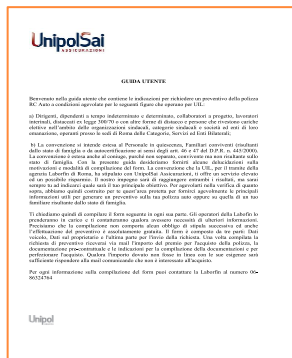 UnipolSai
ASSICURAZIONI
GUIDA UTENTE
Benvenuto nella guida utente che contiene le indicazioni per richiedere un preventivo della polizza
RC Auto a condizioni agevolate per le seguenti figure che operano per UIL:
a) Dirigenti, dipendenti a tempo indeterminato e determinato, collaboratori a progetto, lavoratori
interinali, distaccati ex legge 300/70 o con altre forme di distacco e persone che rivestono cariche
elettive nell'ambito delle organizzazioni sindacali, categorie sindacali e società ed enti di loro
emanazione, operanti presso le sedi di Roma delle Categorie, Servizi ed Enti Bilaterali;
b) La convenzione si intende estesa al Personale in quiescenza, Familiari conviventi (risultanti
dallo stato di famiglia o da autocertificazione ai sensi degli art. 46 e 47 del D.P.R. n. 445/2000).
La convenzione è estesa anche al coniuge, purché non separato, convivente ma non risultante sullo
stato di famiglia. Con la presente guida desideriamo fornirti alcune delucidazioni sulla
motivazioni e modalità di compilazione del form. La convenzione che la UIL, per il tramite della
agenzia Laborfin di Roma, ha stipulato con UnipolSai Assicurazioni, ti offre un servizio elevato
ed un possibile risparmio. Il nostro impegno sarà di raggiungere entrambi i risultati, ma sarai
sempre tu ad indicarci quale sarà il tuo principale obiettivo. Per agevolarti nella verifica di quanto
sopra, abbiamo quindi costruito per te quest'area protetta per fornirci agevolmente le principali
informazioni utili per generare un preventivo sulla tua polizza auto oppure su quella di un tuo
familiare risultante dallo stato di famiglia.
Ti chiediamo quindi di compilare il form seguente in ogni sua parte. Gli operatori della Laborfin lo
prenderanno in carico e ti contatteranno qualora avessero necessità di ulteriori informazioni.
Precisiamo che la compilazione non comporta alcun obbligo di stipula successivo ed anche
l'effettuazione del preventivo è assolutamente gratuita. Il form è composto da tre parti: Dati
veicolo, Dati sul proprietario e l'ultima parte per l'invio della richiesta. Una volta compilata la
richiesta di preventivo riceverai via mail l'importo del premio per l'acquisto della polizza, la
documentazione pre-contrattuale e le indicazioni per la compilazione della documentazione e per
perfezionare l'acquisto. Qualora l'importo dovuto non fosse in linea con le sue esigenze sarà
sufficiente rispondere alla mail comunicando che non è interessato all'acquisto.
Per ogni informazione sulla compilazione del form puoi contattare la Laborfin al numero 06-
86324764
Unipol